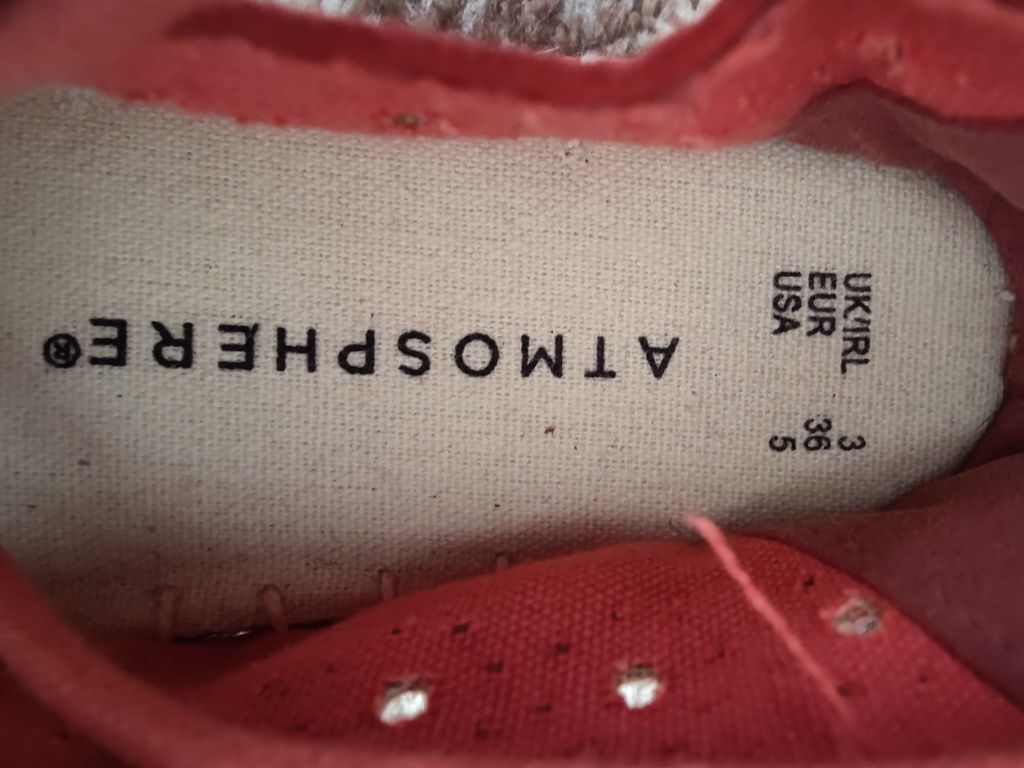 UK/IRL 3
EUR 36
USA 5
ATMOSPHERE®